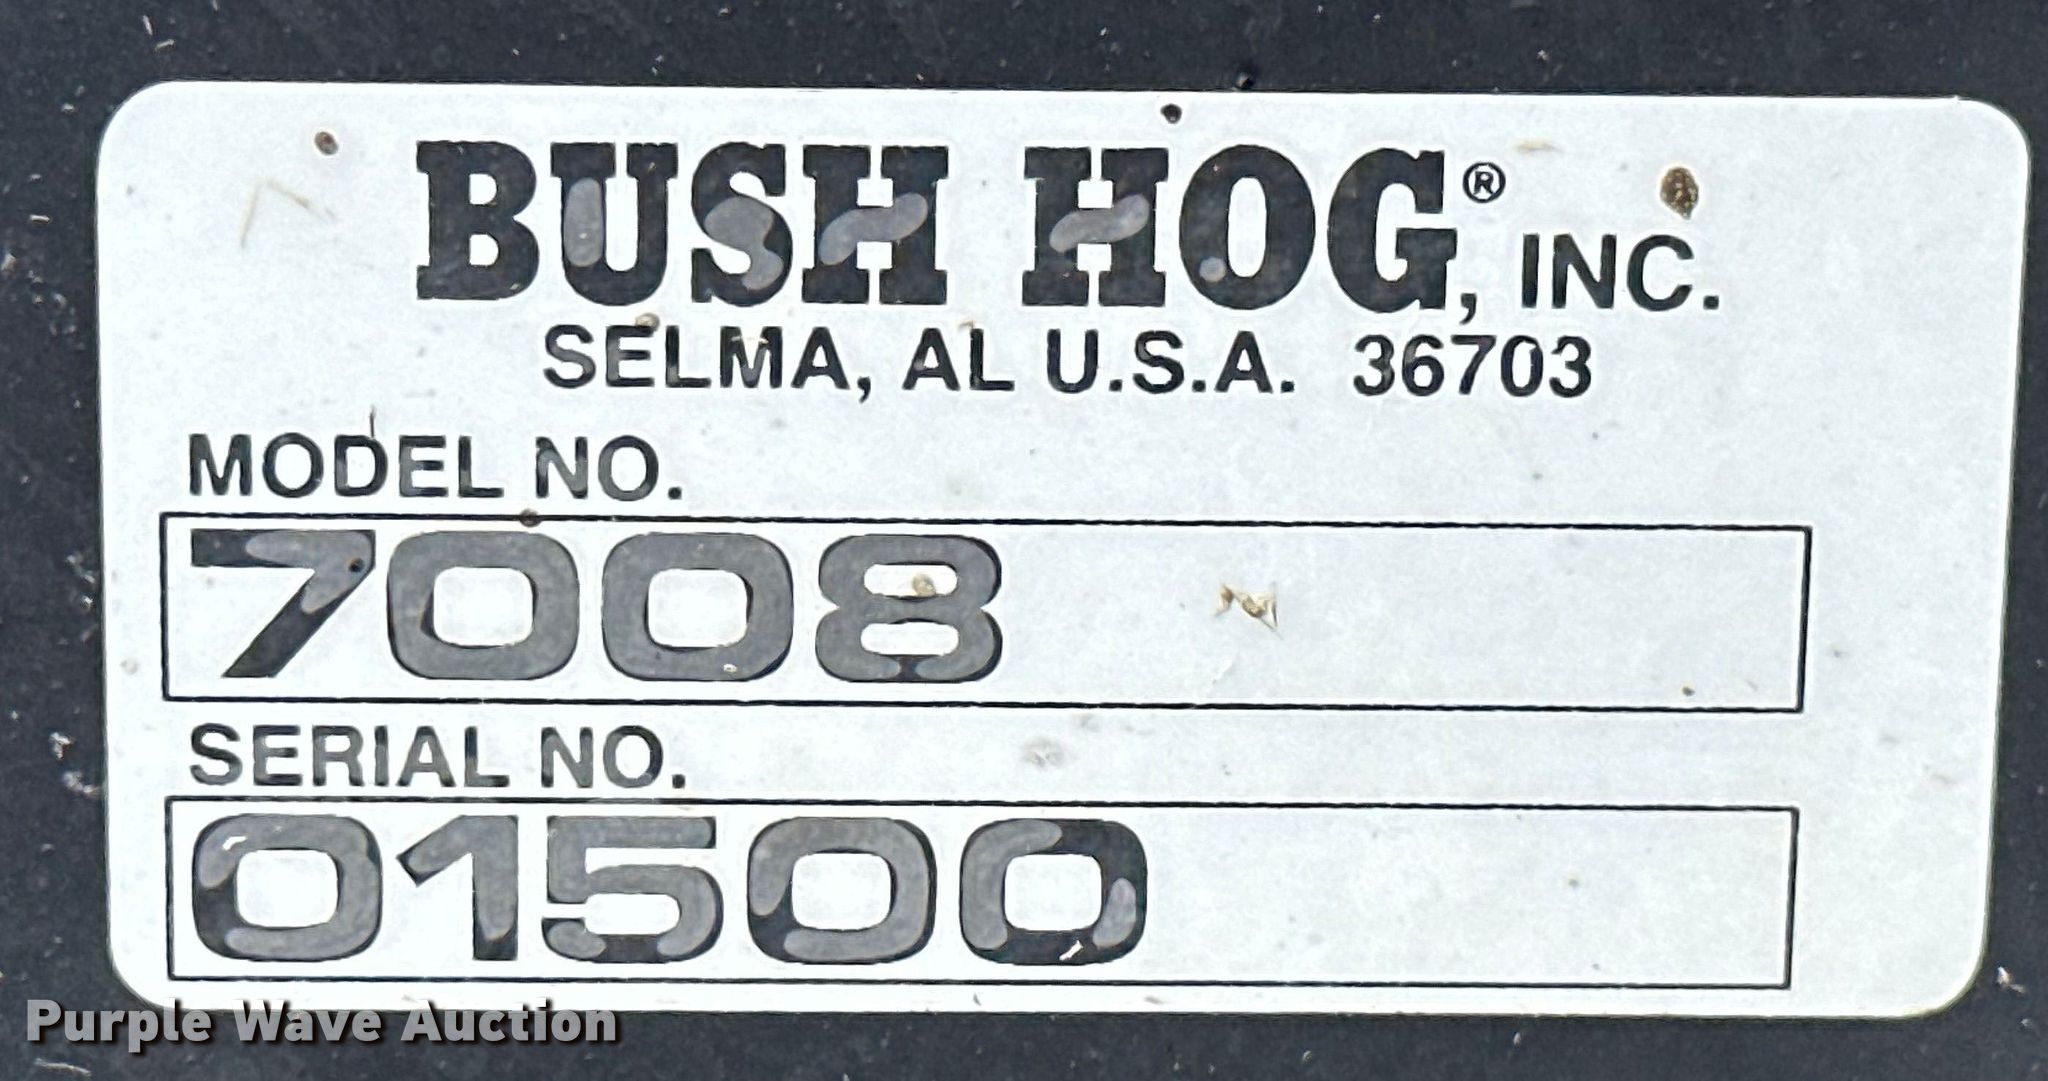 BUSH HOG®, INC.
SELMA, AL U.S.A. 36703
MODEL NO.
7008
SERIAL NO.
01500
Purple Wave Auction